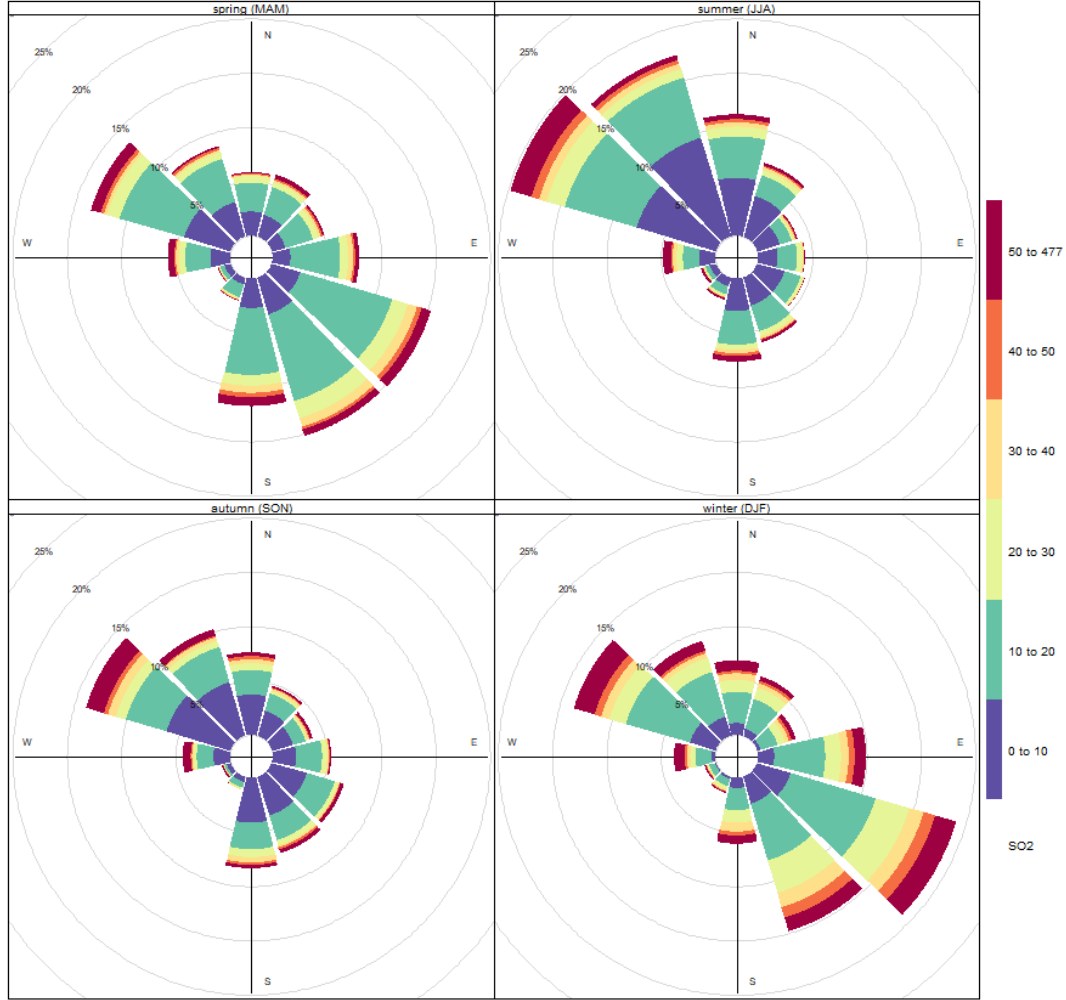 spring (MAM)
N
25%
20%
15%
10%
5%
W
E
S
summer (JJA)
N
25%
20%
15%
10%
5%
W
E
S
autumn (SON)
N
25%
20%
15%
10%
5%
W
E
S
winter (DJF)
N
25%
20%
15%
10%
5%
W
E
S
50 to 477
40 to 50
30 to 40
20 to 30
10 to 20
0 to 10
SO2